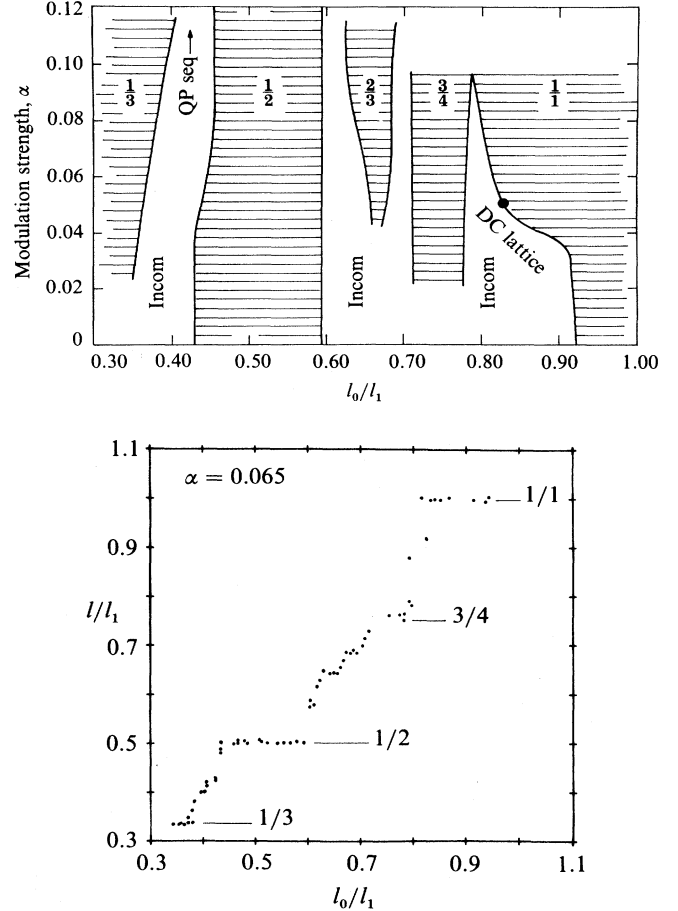 0.12
0.10
0.08
0.06
0.04
0.02
0
Modulation strength, α
1/3
QP seq →
1/2
2/3
3/4
1/1
DC lattice
Incom
Incom
Incom
0.30 0.40 0.50 0.60 0.70 0.80 0.90 1.00
l₀/l₁
1.1
0.9
0.7
0.5
0.3
l/l₁
α = 0.065
1/1
3/4
1/2
1/3
0.3 0.5 0.7 0.9 1.1
l₀/l₁